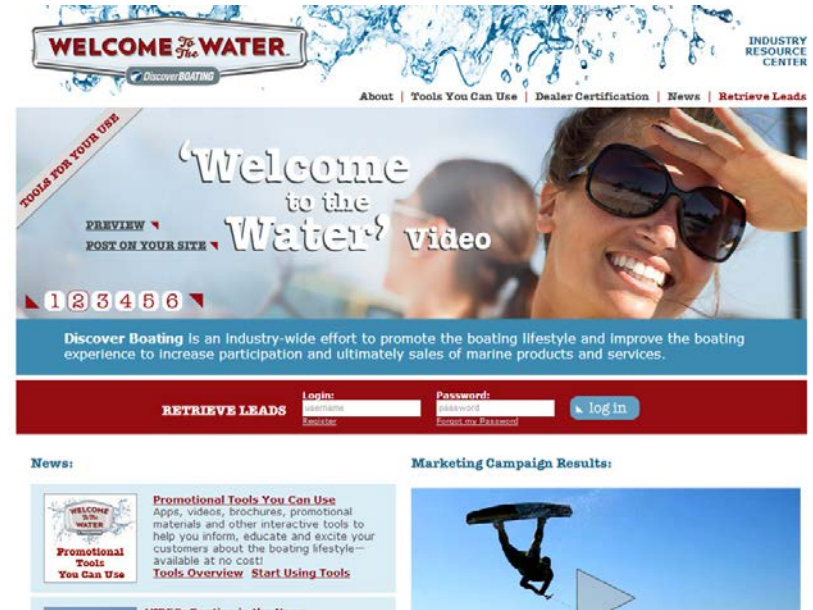 WELCOME To The WATER
Discover BOATING
INDUSTRY
RESOURCE
CENTER
About | Tools You Can Use | Dealer Certification | News | Retrieve Leads
TOOLS FOR YOUR USE
'Welcome
to the
Water' Video
PREVIEW
POST ON YOUR SITE
1 2 3 4 5 6
Discover Boating is an industry-wide effort to promote the boating lifestyle and improve the boating
experience to increase participation and ultimately sales of marine products and services.
RETRIEVE LEADS
Login:
username
Register
Password:
password
Forgot my Password
log in
News:
WELCOME
To The
WATER
Promotional
Tools
You Can Use
Promotional Tools You Can Use
Apps, videos, brochures, promotional
materials and other interactive tools to
help you inform, educate and excite your
customers about the boating lifestyle—
available at no cost!
Tools Overview Start Using Tools
Marketing Campaign Results: